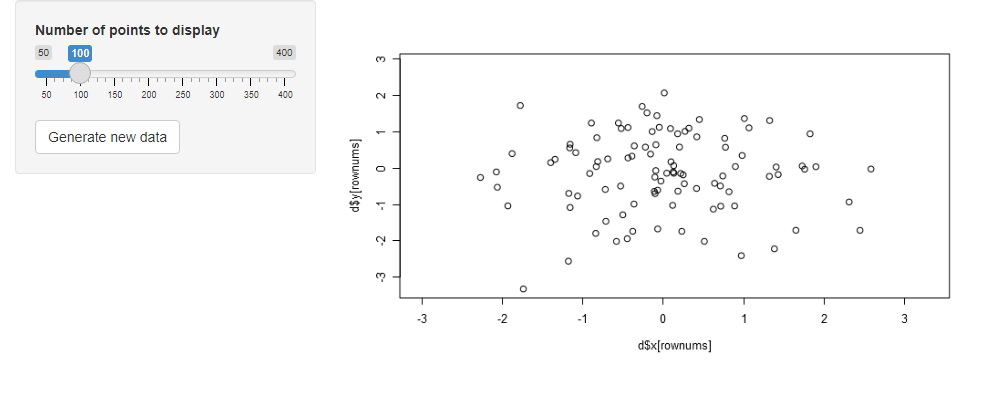 Number of points to display
50 100 400
50 100 150 200 250 300 350 400
Generate new data
d$y[rownums]
3
2
1
0
-1
-2
-3
-3 -2 -1 0 1 2 3
d$x[rownums]